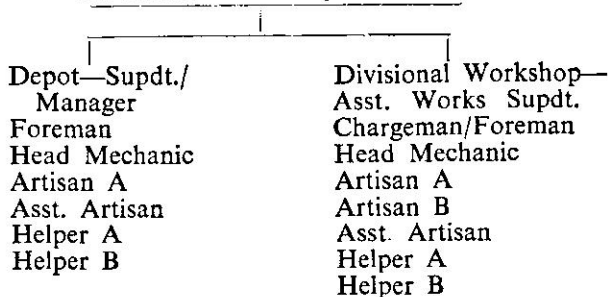 Depot—Supdt./
Manager
Foreman
Head Mechanic
Artisan A
Asst. Artisan
Helper A
Helper B
Divisional Workshop—
Asst. Works Supdt.
Chargeman/Foreman
Head Mechanic
Artisan A
Artisan B
Asst. Artisan
Helper A
Helper B